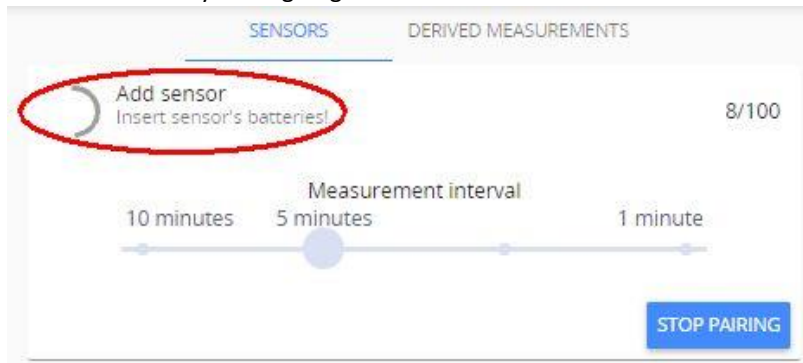 SENSORS DERIVED MEASUREMENTS
Add sensor
Insert sensor's batteries!
8/100
Measurement interval
10 minutes 5 minutes 1 minute
STOP PAIRING